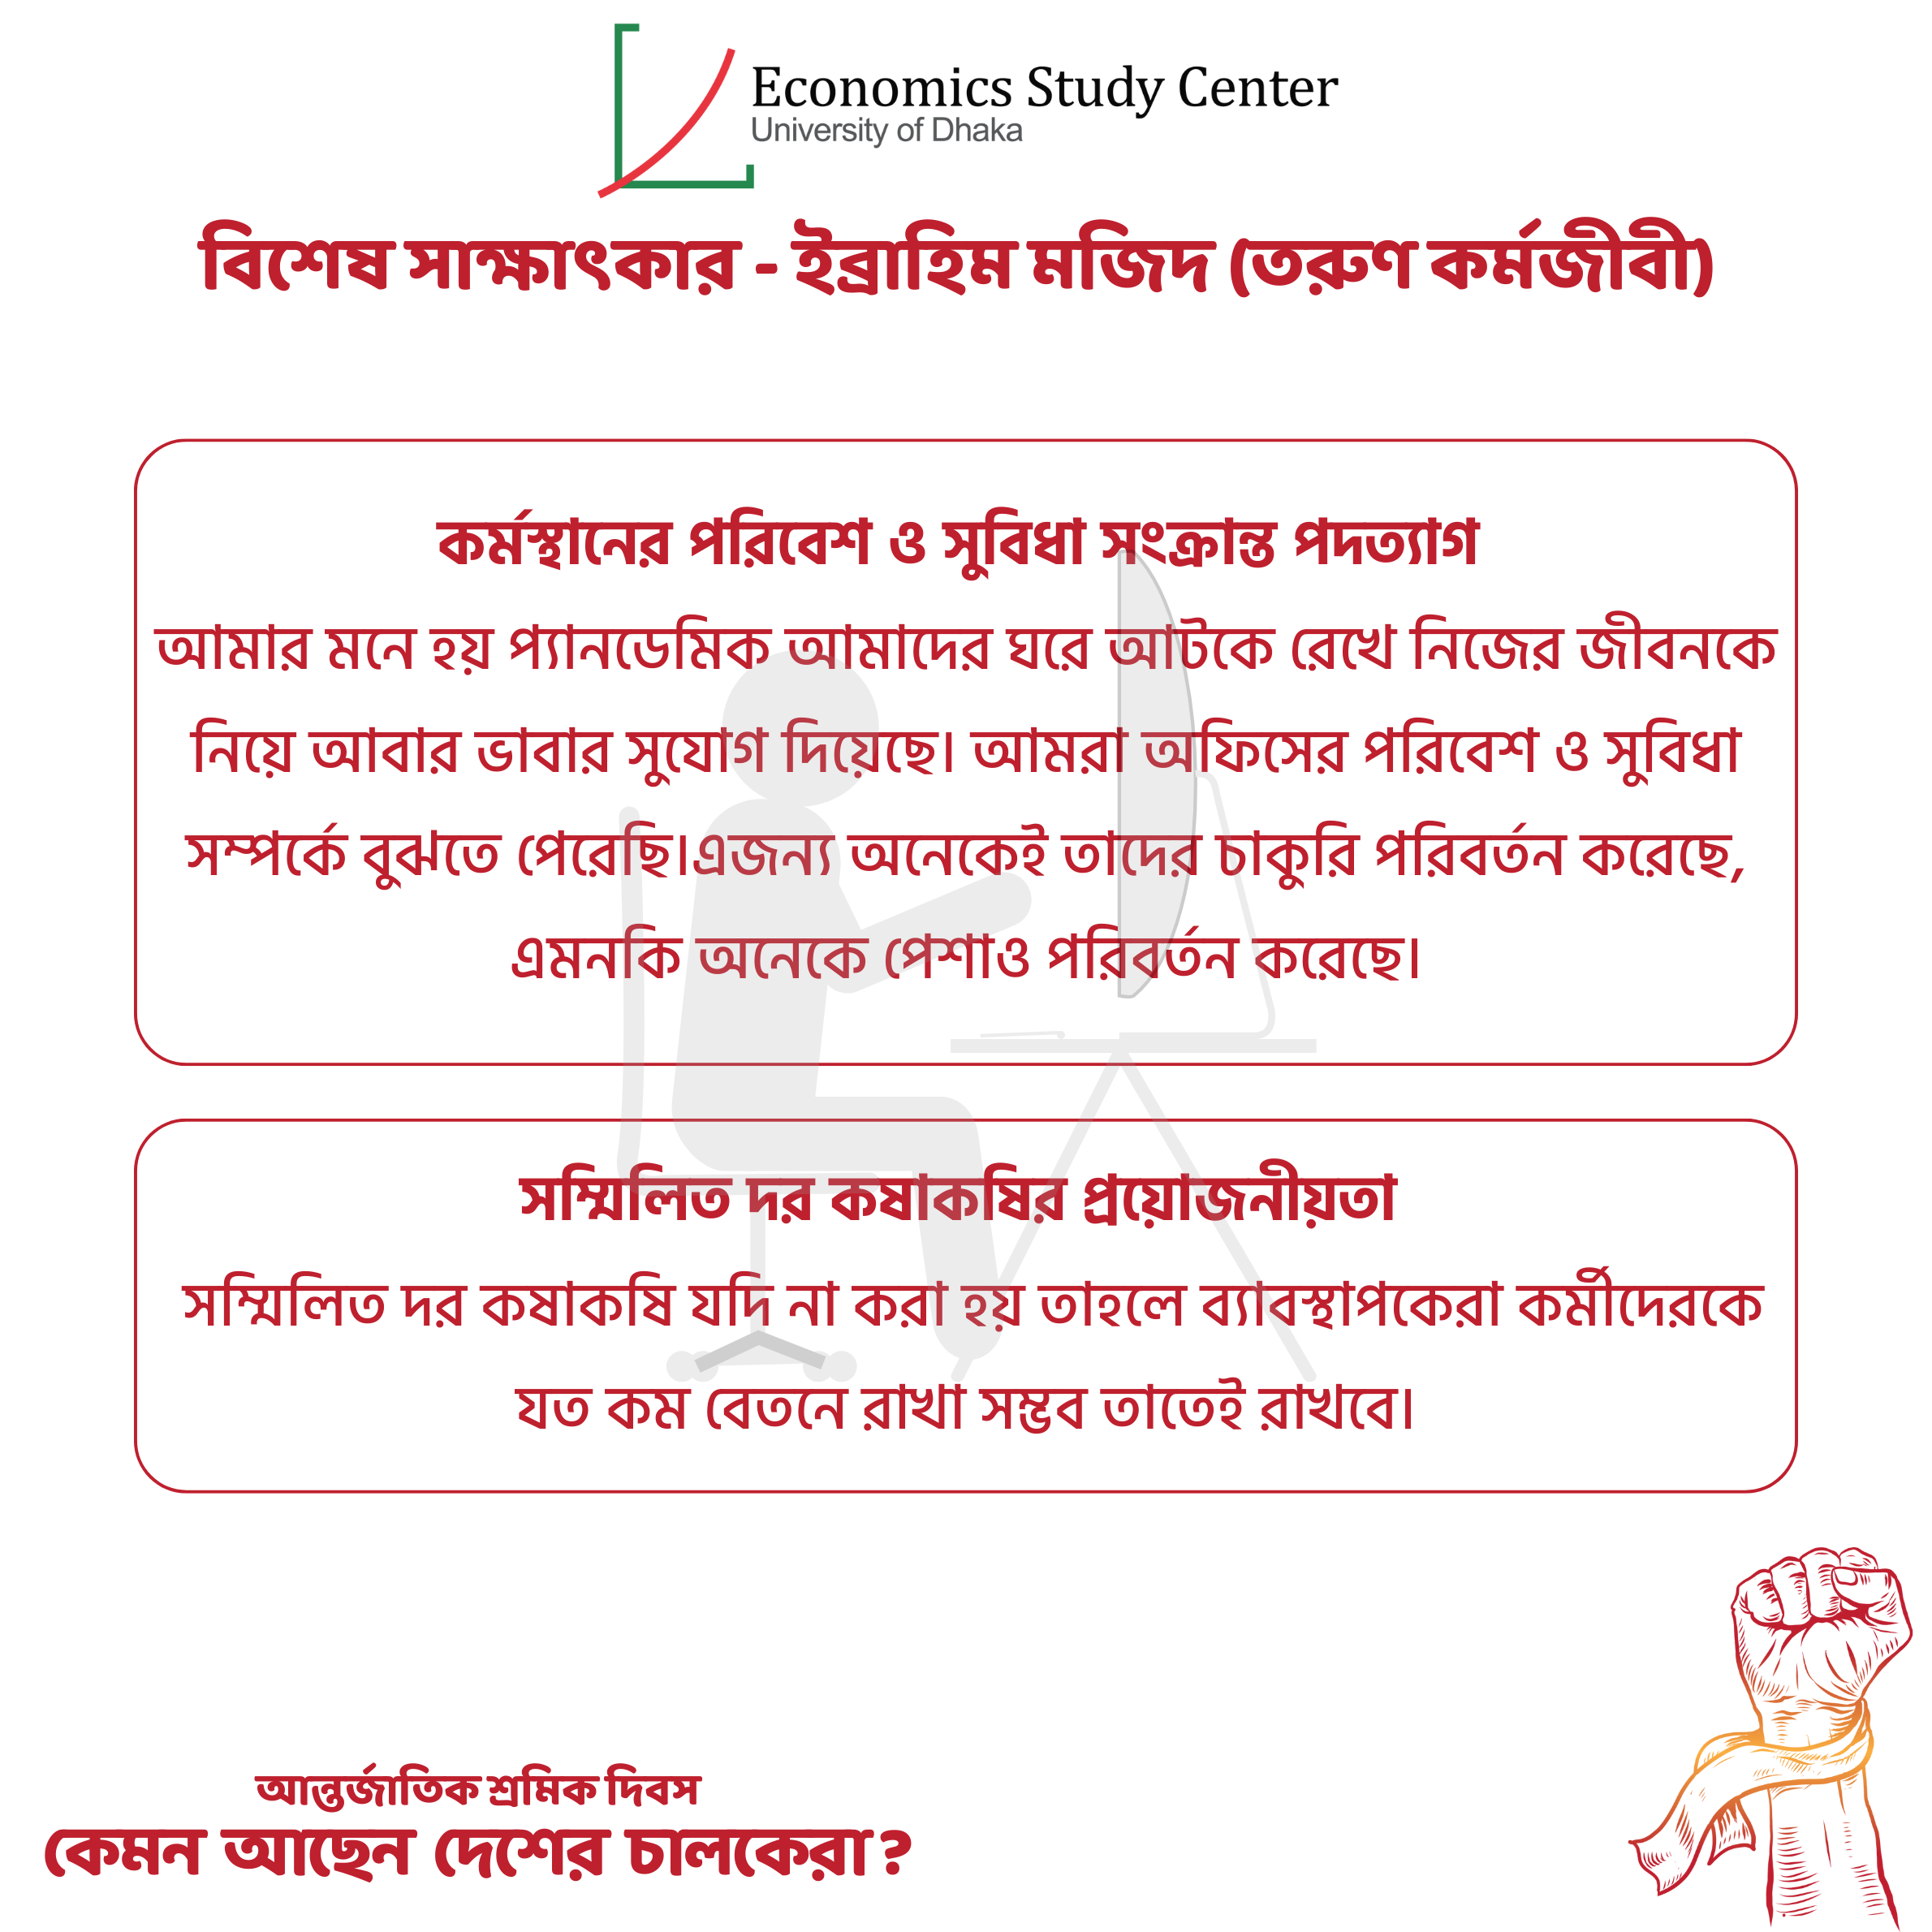 Economics Study Center
University of Dhaka
বিশেষ সাক্ষাৎকার - ইব্রাহিম মজিদ (তরুণ কর্মজীবী)
কর্মস্থানের পরিবেশ ও সুবিধা সংক্রান্ত পদত্যাগ
আমার মনে হয় প্যানডেমিক আমাদের ঘরে আটকে রেখে নিজের জীবনকে
নিয়ে আবার ভাবার সুযোগ দিয়েছে। আমরা অফিসের পরিবেশ ও সুবিধা
সম্পর্কে বুঝতে পেরেছি।এজন্য অনেকেই তাদের চাকুরি পরিবর্তন করেছে,
এমনকি অনেকে পেশাও পরিবর্তন করেছে।
সম্মিলিত দর কষাকষির প্রয়োজনীয়তা
সম্মিলিত দর কষাকষি যদি না করা হয় তাহলে ব্যাবস্থাপকেরা কর্মীদেরকে
যত কম বেতনে রাখা সম্ভব তাতেই রাখবে।
আন্তর্জাতিক শ্রমিক দিবস
কেমন আছেন দেশের চালকেরা?